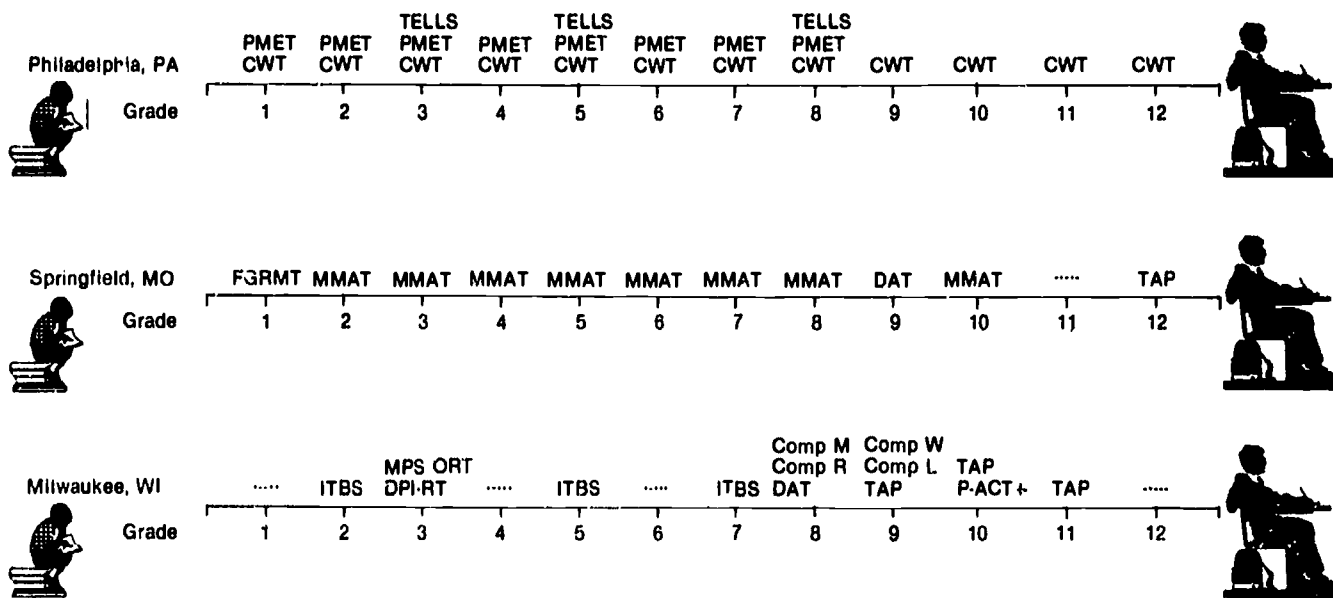 TELLS TELLS TELLS
PMET PMET PMET PMET PMET PMET PMET PMET
Philadelphia, PA CWT CWT CWT CWT CWT CWT CWT CWT CWT CWT CWT CWT
Grade 1 2 3 4 5 6 7 8 9 10 11 12
Springfield, MO FGRMT MMAT MMAT MMAT MMAT MMAT MMAT MMAT DAT MMAT ..... TAP
Grade 1 2 3 4 5 6 7 8 9 10 11 12
Comp M Comp W
MPS ORT Comp R Comp L TAP
Milwaukee, WI ..... ITBS DPI-RT ..... ITBS ..... ITBS DAT TAP P-ACT+ TAP .....
Grade 1 2 3 4 5 6 7 8 9 10 11 12